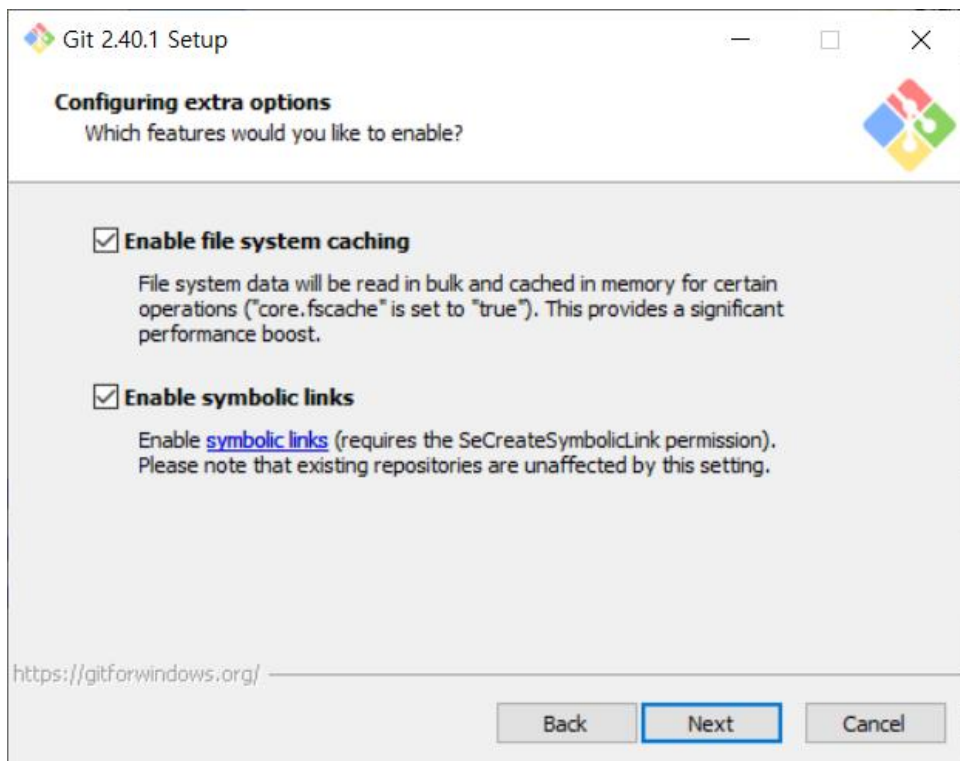 Git 2.40.1 Setup
Configuring extra options
Which features would you like to enable?
Enable file system caching
File system data will be read in bulk and cached in memory for certain
operations ("core.fscache" is set to "true"). This provides a significant
performance boost.
Enable symbolic links
Enable symbolic links (requires the SeCreateSymbolicLink permission).
Please note that existing repositories are unaffected by this setting.
https://gitforwindows.org/
Back Next Cancel